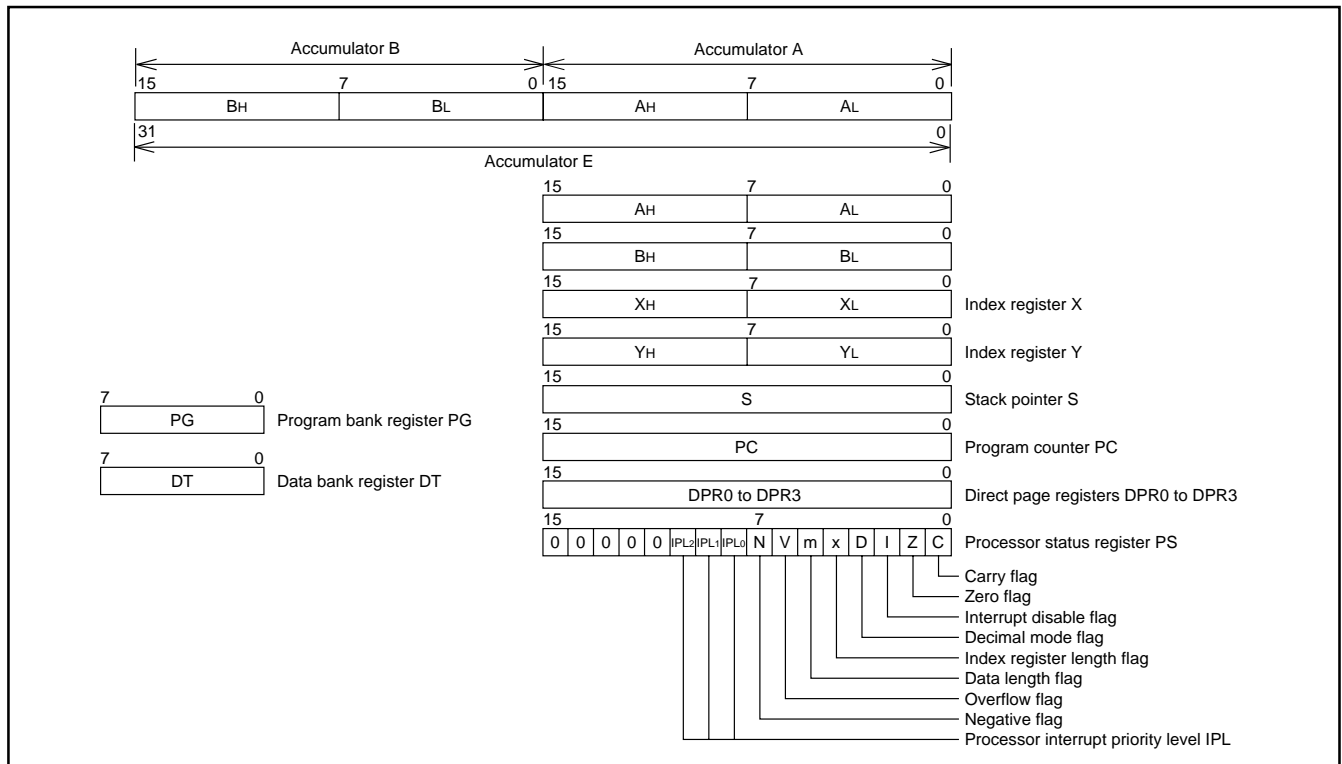 Accumulator B Accumulator A
15 7 0 15 7 0
BH BL AH AL
31 0
Accumulator E
15 7 0
AH AL
15 7 0
BH BL
15 7 0
XH XL Index register X
15 7 0
YH YL Index register Y
15 0
S Stack pointer S
7 0
PG Program bank register PG
15 0
PC Program counter PC
7 0
DT Data bank register DT
15 0
DPR0 to DPR3 Direct page registers DPR0 to DPR3
15 7 0
0 0 0 0 0 IPL2 IPL1 IPL0 N V m x D I Z C Processor status register PS
Carry flag
Zero flag
Interrupt disable flag
Decimal mode flag
Index register length flag
Data length flag
Overflow flag
Negative flag
Processor interrupt priority level IPL